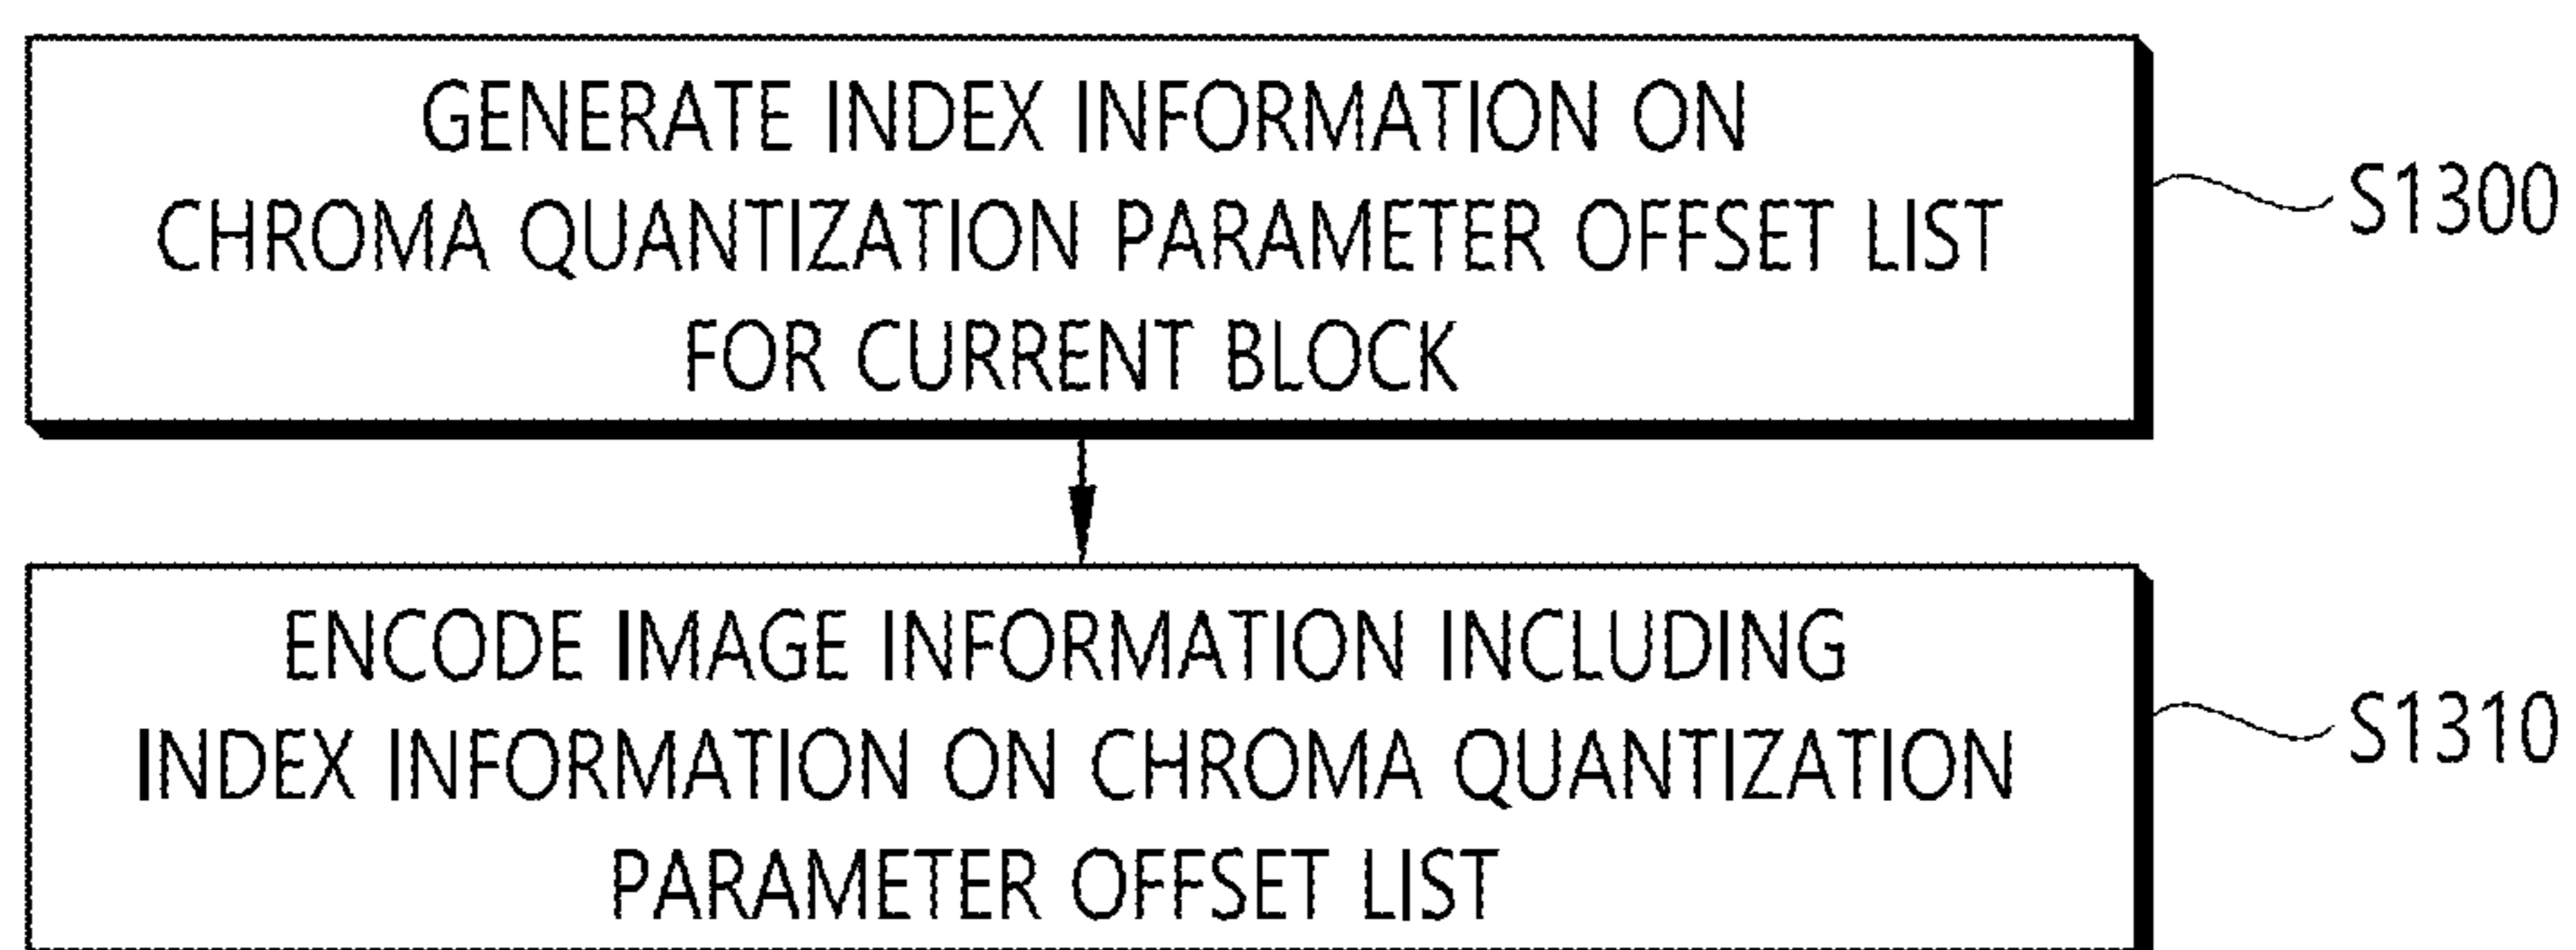 GENERATE INDEX INFORMATION ON
CHROMA QUANTIZATION PARAMETER OFFSET LIST
FOR CURRENT BLOCK
S1300
ENCODE IMAGE INFORMATION INCLUDING
INDEX INFORMATION ON CHROMA QUANTIZATION
PARAMETER OFFSET LIST
S1310